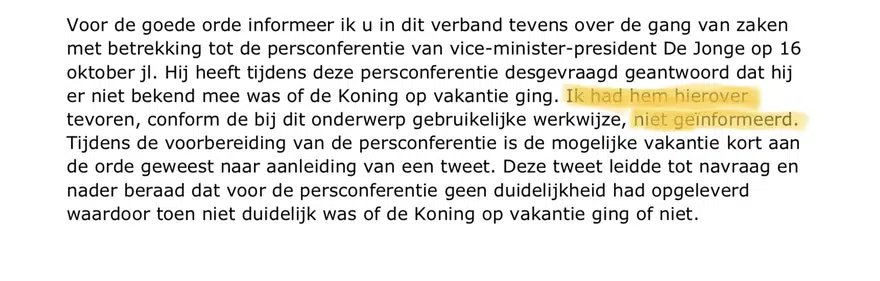 Voor de goede orde informeer ik u in dit verband tevens over de gang van zaken
met betrekking tot de persconferentie van vice-minister-president De Jonge op 16
oktober jl. Hij heeft tijdens deze persconferentie desgevraagd geantwoord dat hij
er niet bekend mee was of de Koning op vakantie ging. Ik had hem hierover
tevoren, conform de bij dit onderwerp gebruikelijke werkwijze, niet geïnformeerd.
Tijdens de voorbereiding van de persconferentie is de mogelijke vakantie kort aan
de orde geweest naar aanleiding van een tweet. Deze tweet leidde tot navraag en
nader beraad dat voor de persconferentie geen duidelijkheid had opgeleverd
waardoor toen niet duidelijk was of de Koning op vakantie ging of niet.